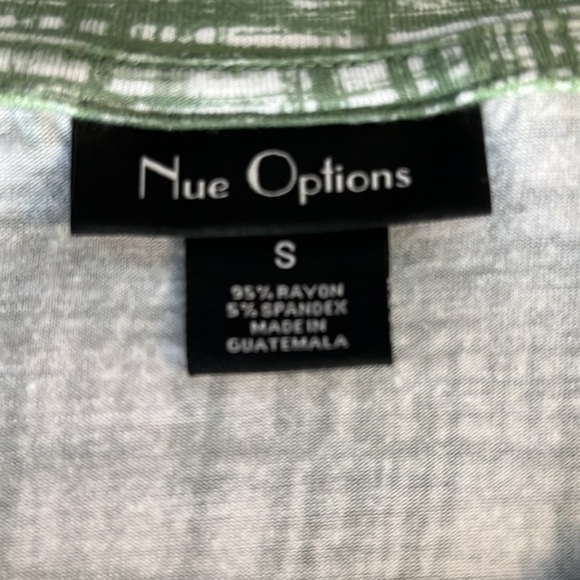 Nue Options
S
95% RAYON
5% SPANDEX
MADE IN
GUATEMALA